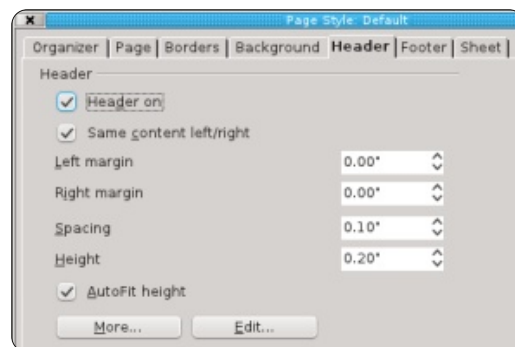 Page Style: Default
Organizer Page Borders Background Header Footer Sheet
Header
Header on
Same content left/right
Left margin 0.00"
Right margin 0.00"
Spacing 0.10"
Height 0.20"
AutoFit height
More... Edit...